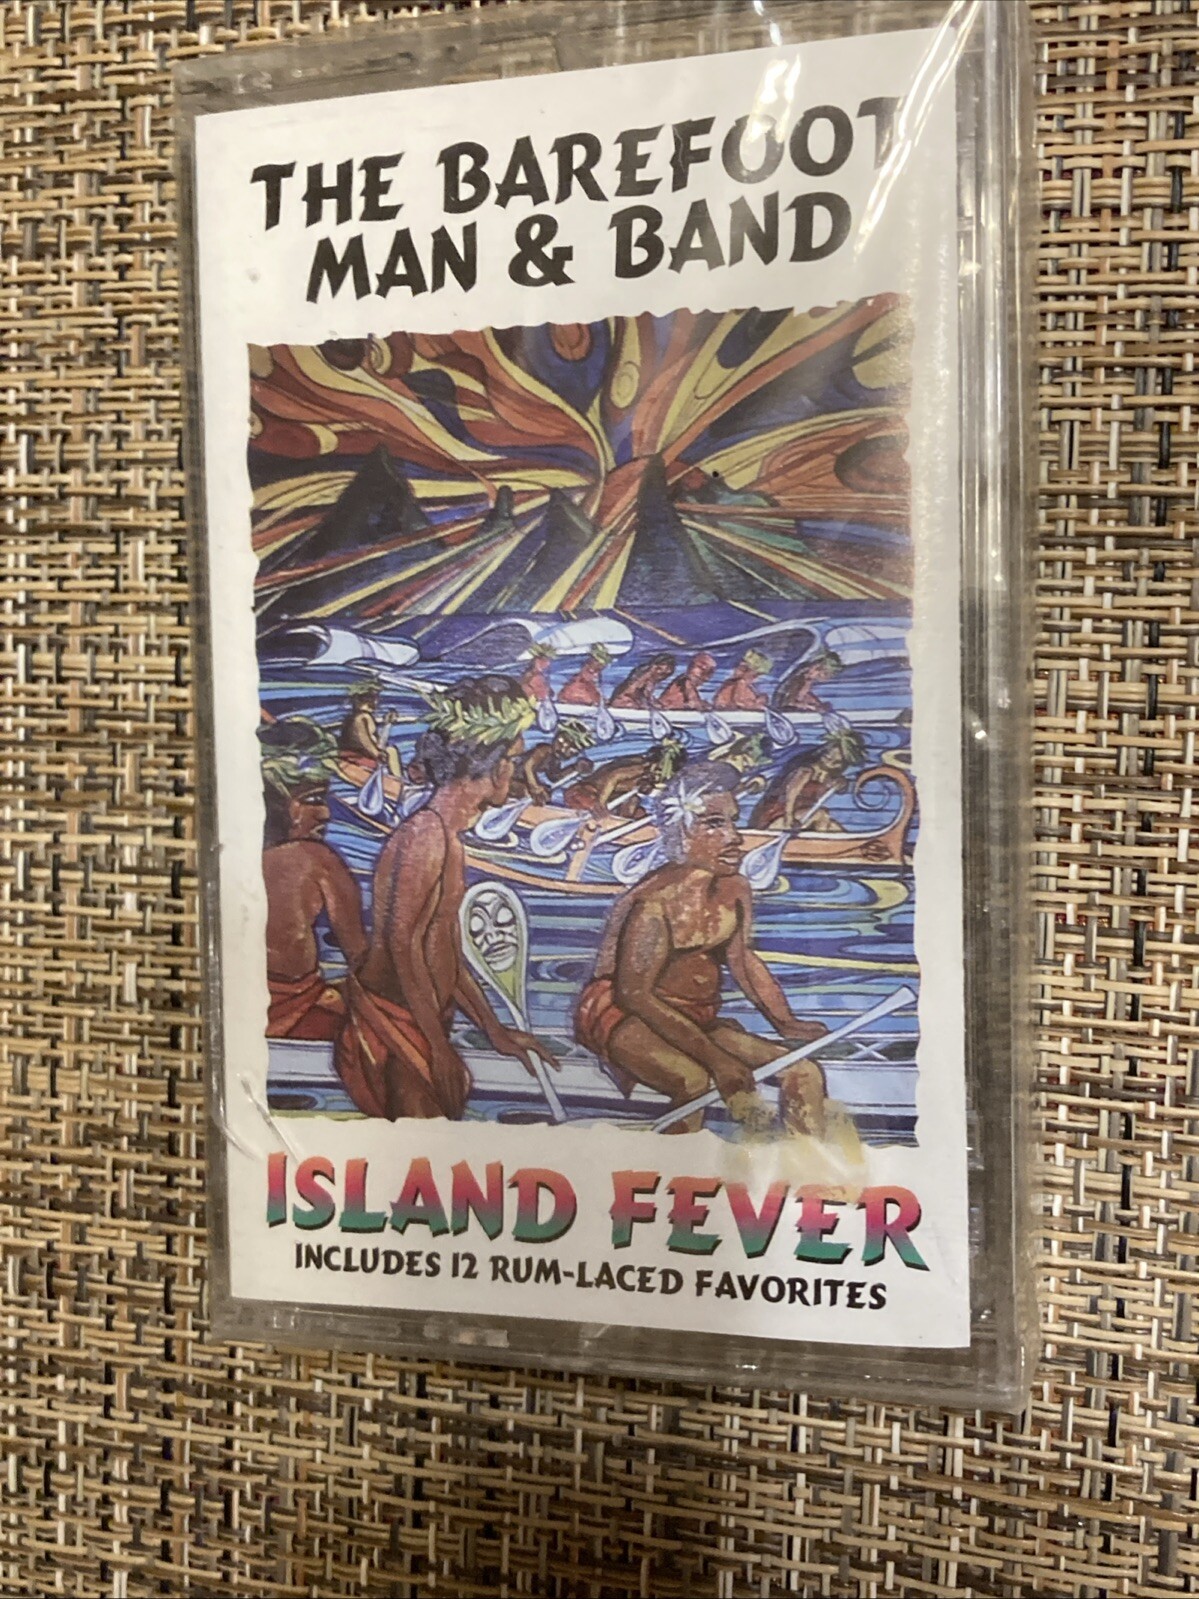 THE BAREFOOT
MAN & BAND
ISLAND FEVER
INCLUDES 12 RUM-LACED FAVORITES